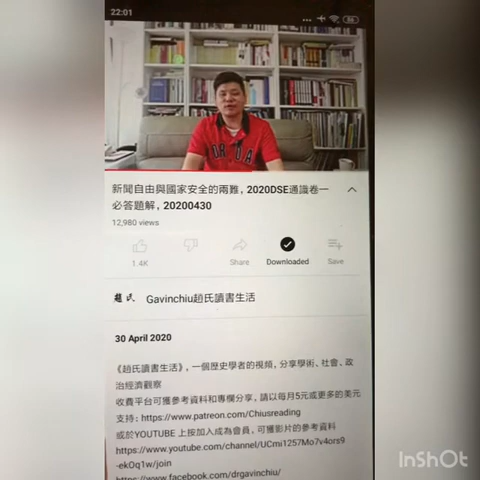 22:01
86
新聞自由與國家安全的兩難，2020DSE通識卷一
必答題解，20200430
12,980 views
1.4K
Share
Downloaded
Save
趙氏
Gavinchiu趙氏讀書生活
30 April 2020
《趙氏讀書生活》，一個歷史學者的視頻，分享學術、社會、政
治經濟觀察
收費平台可獲參考資料和專欄分享，請以每月5元或更多的美元
支持：https://www.patreon.com/Chiusreading
或於YOUTUBE 上按加入成為會員，可獲影片的參考資料
https://www.youtube.com/channel/UCmi1257Mo7v4ors9
-ekOq1w/join
https://www.facebook.com/drgavinchiu/
InShOt